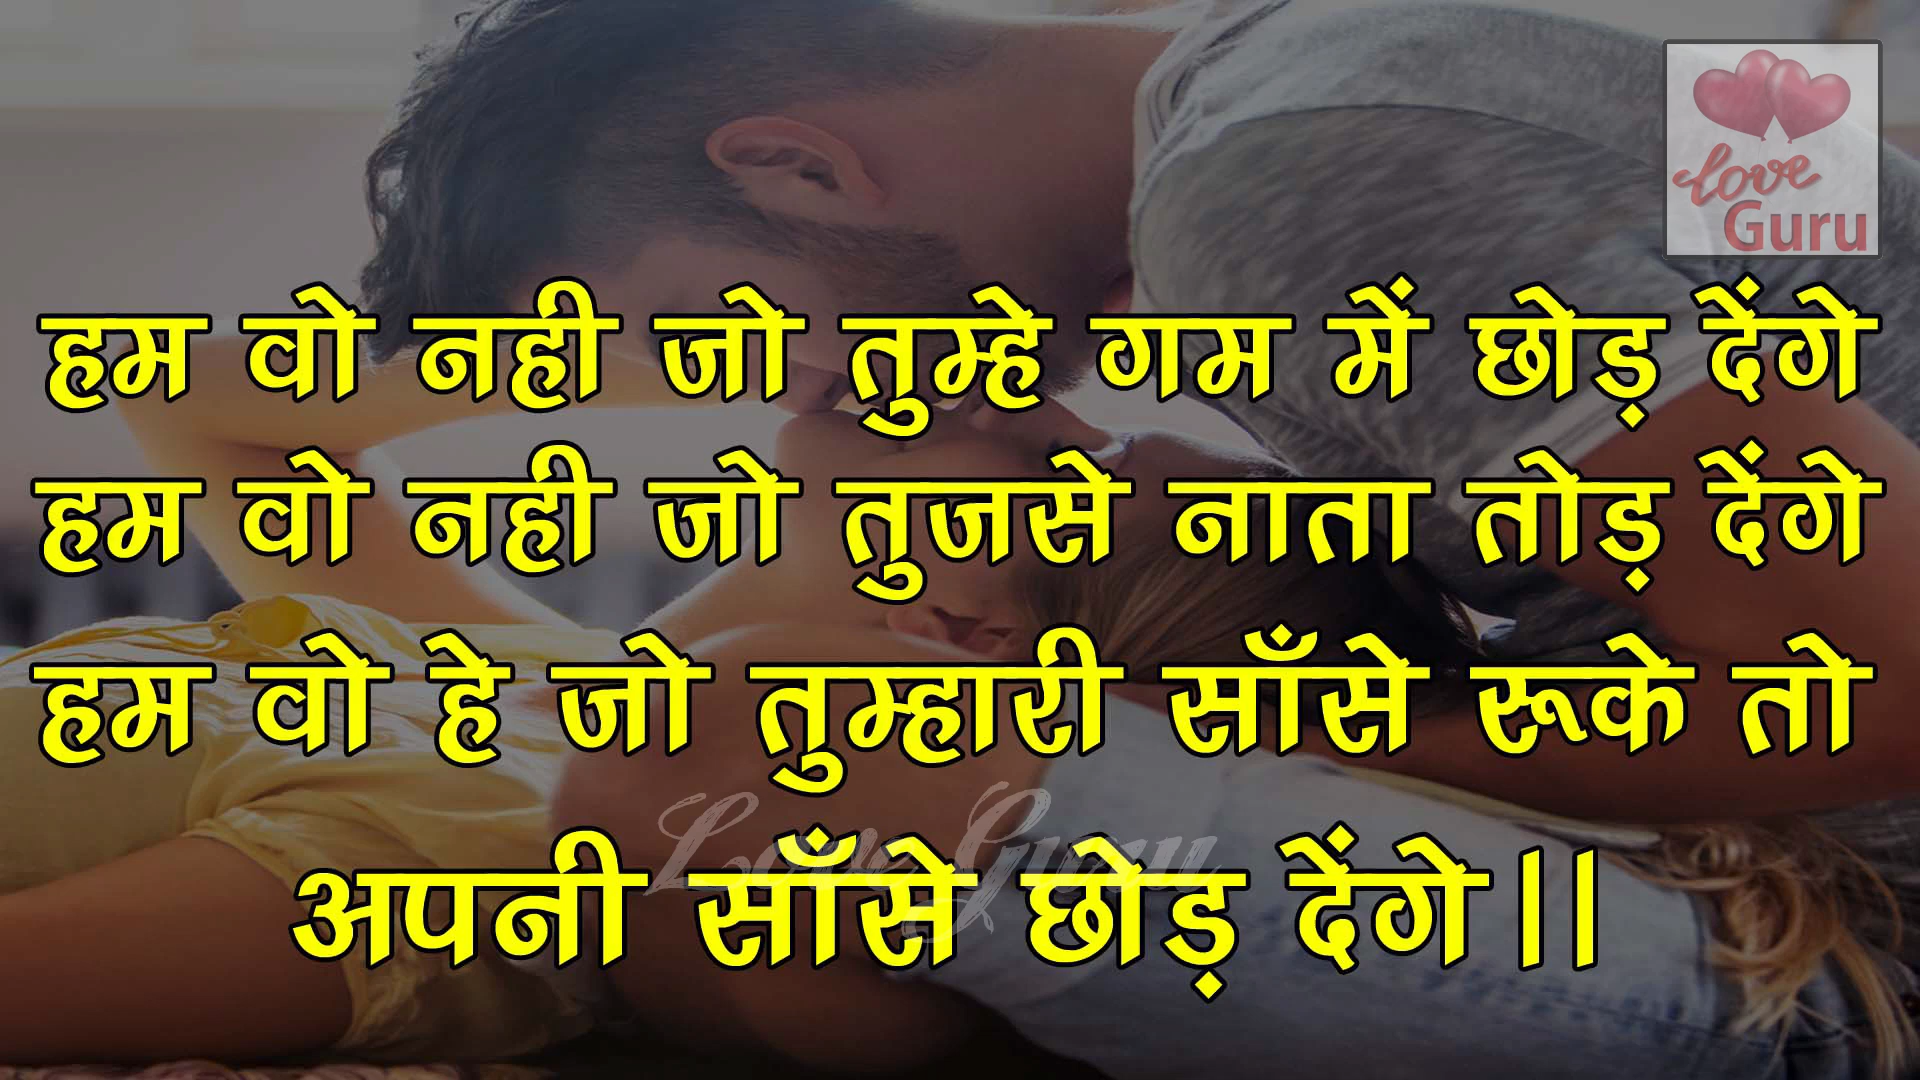 love
Guru
हम वो नही जो तुम्हे गम में छोड़ देंगे
हम वो नही जो तुजसे नाता तोड़ देंगे
हम वो हे जो तुम्हारी साँसे रूके तो
Love Guru
अपनी साँसे छोड़ देंगे।।